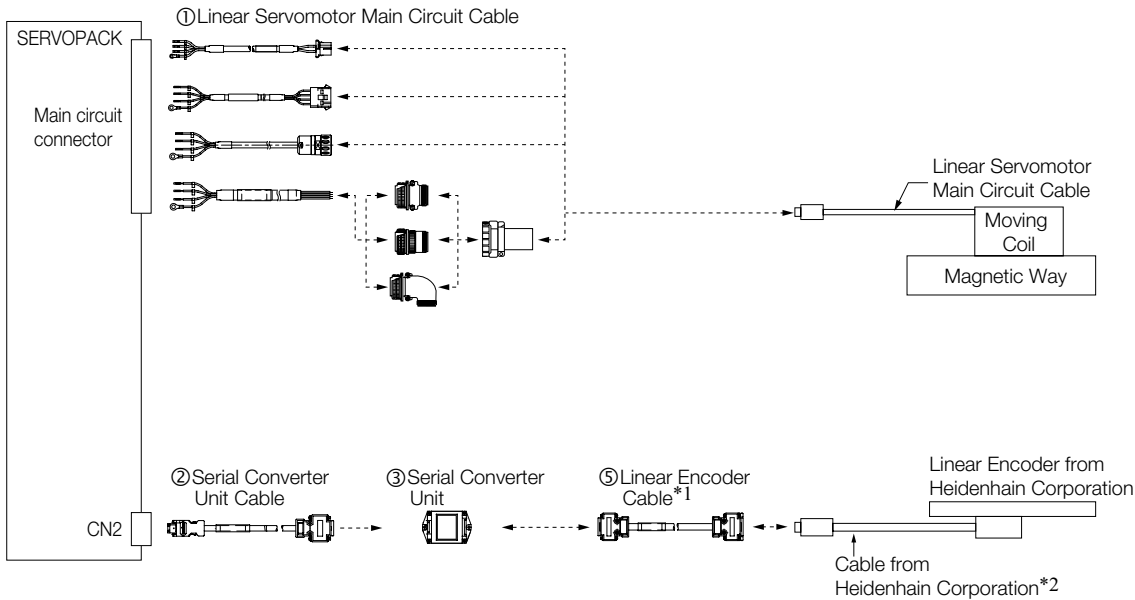 ①Linear Servomotor Main Circuit Cable
SERVOPACK
Main circuit
connector
Linear Servomotor
Main Circuit Cable
Moving
Coil
Magnetic Way
②Serial Converter
Unit Cable
③Serial Converter
Unit
⑤Linear Encoder
Cable*1
Linear Encoder from
Heidenhain Corporation
CN2
Cable from
Heidenhain Corporation*2